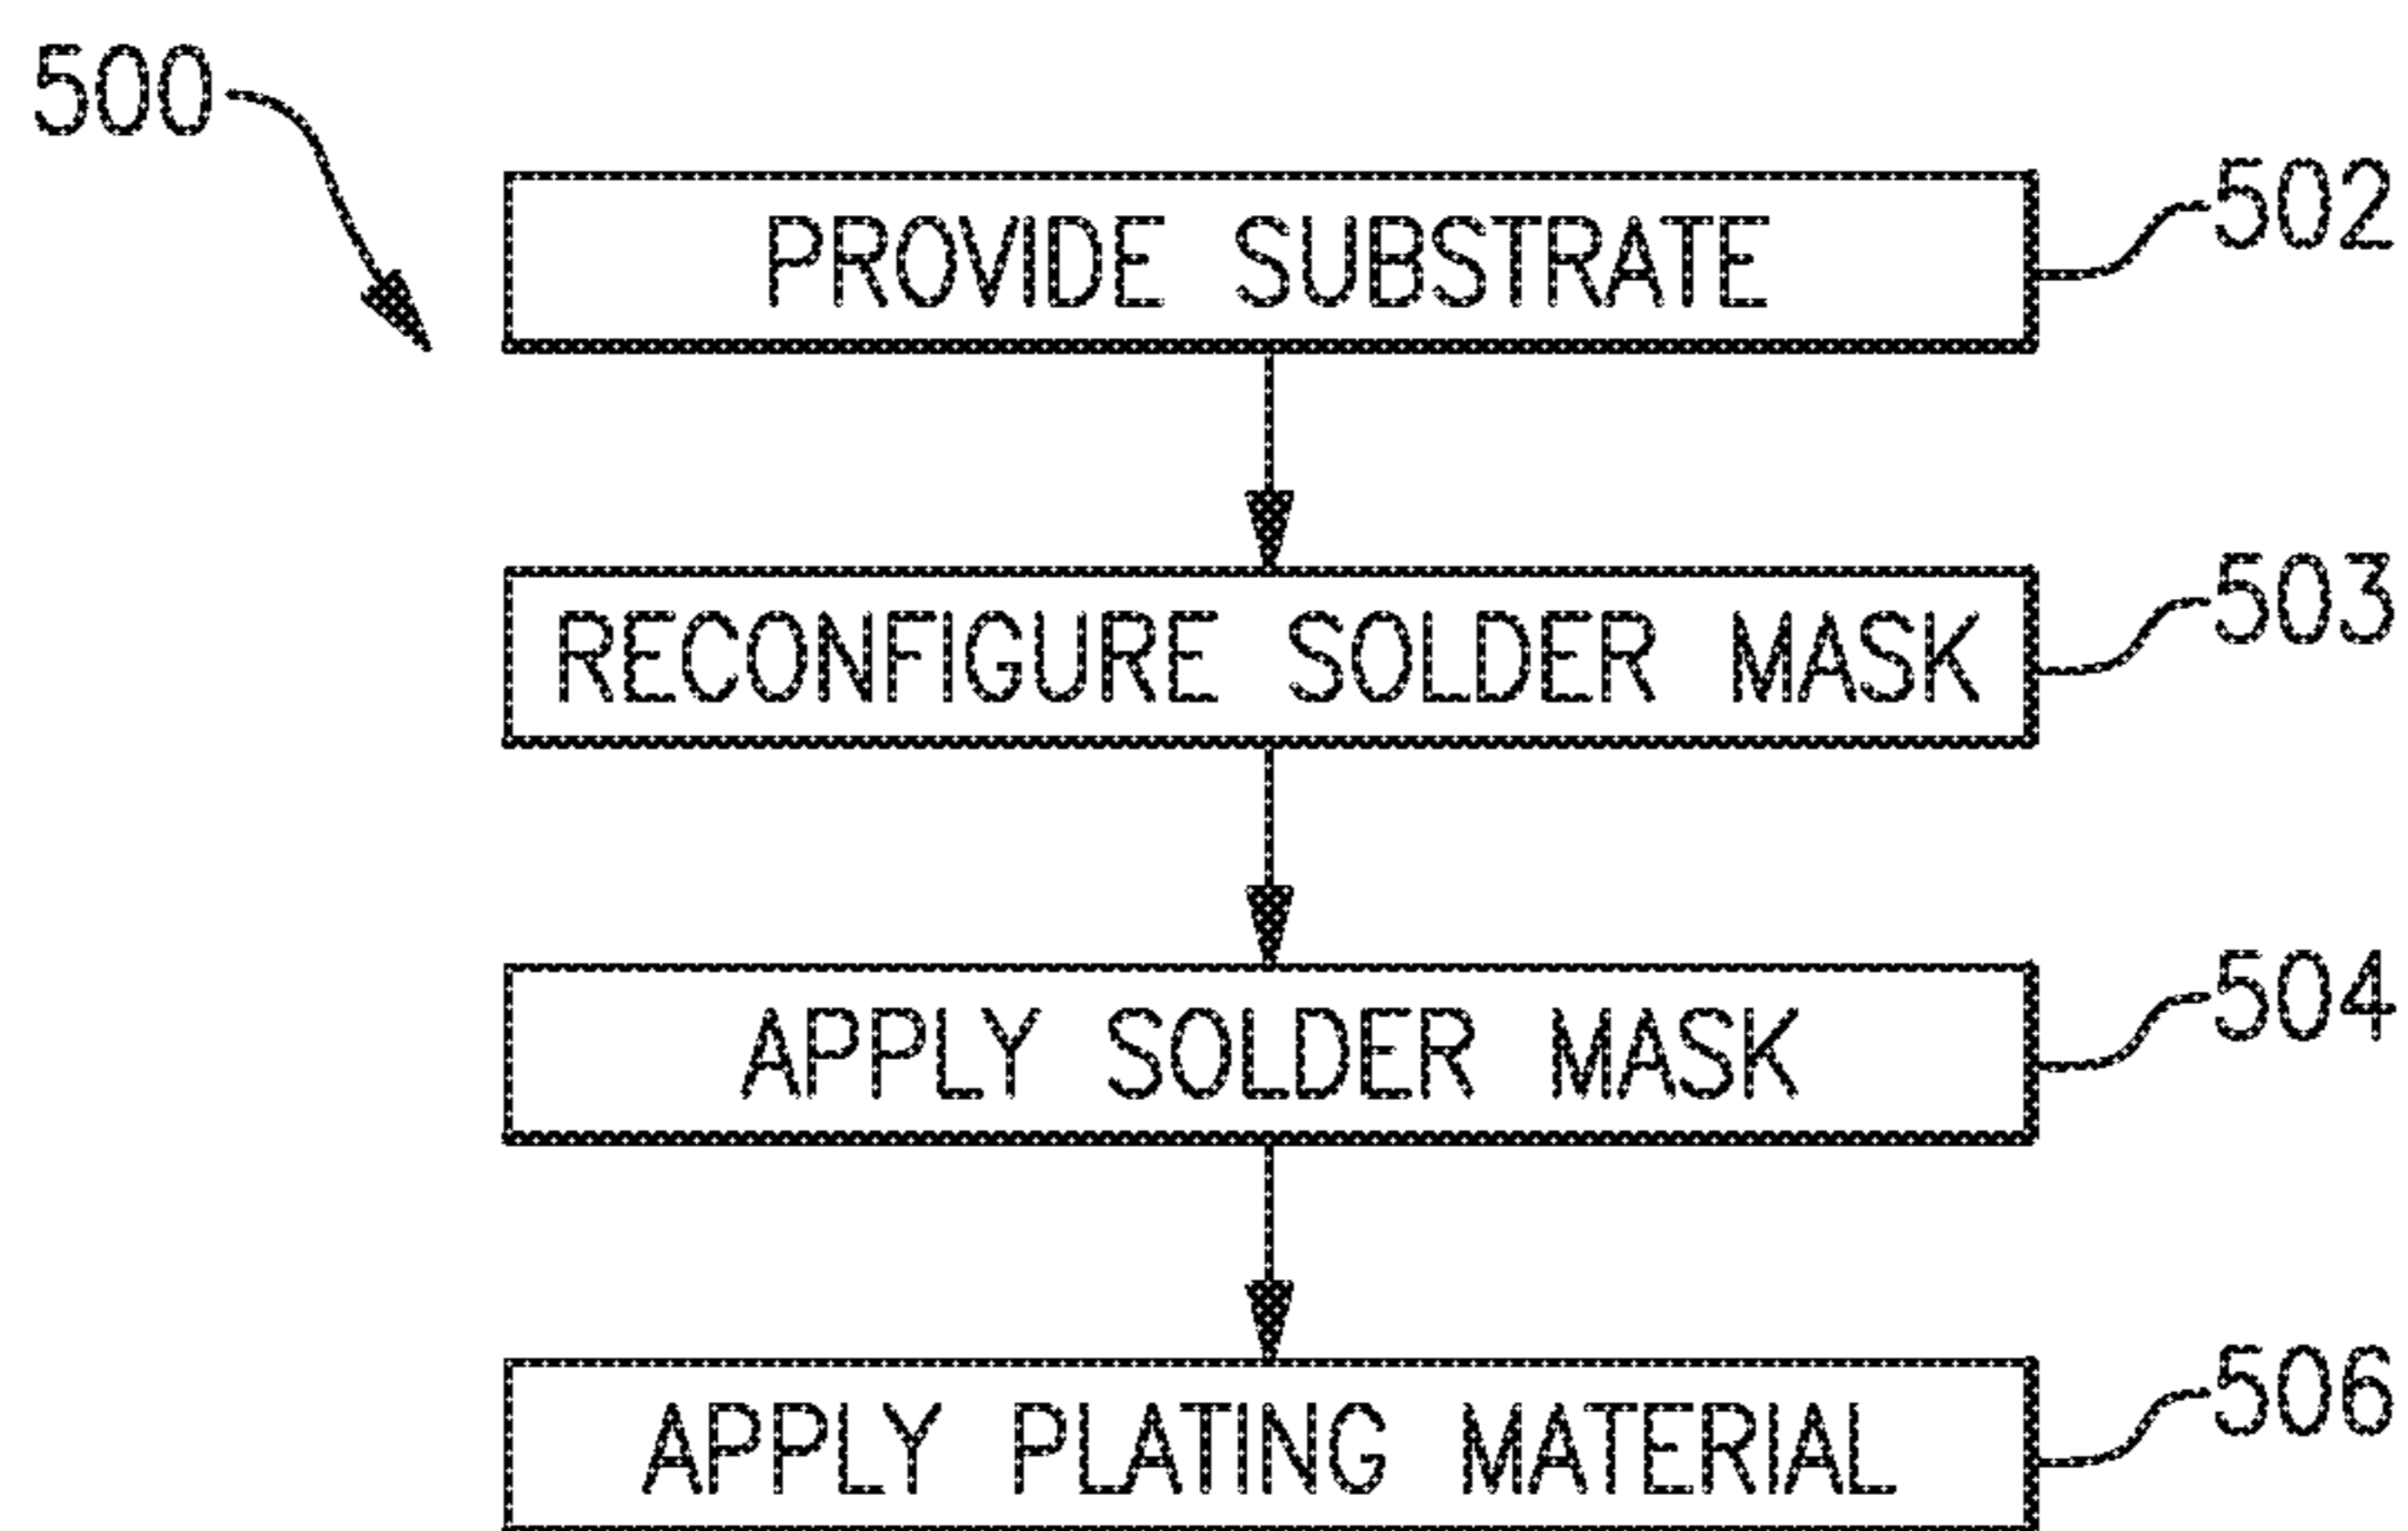 500
PROVIDE SUBSTRATE
502
RECONFIGURE SOLDER MASK
503
APPLY SOLDER MASK
504
APPLY PLATING MATERIAL
506